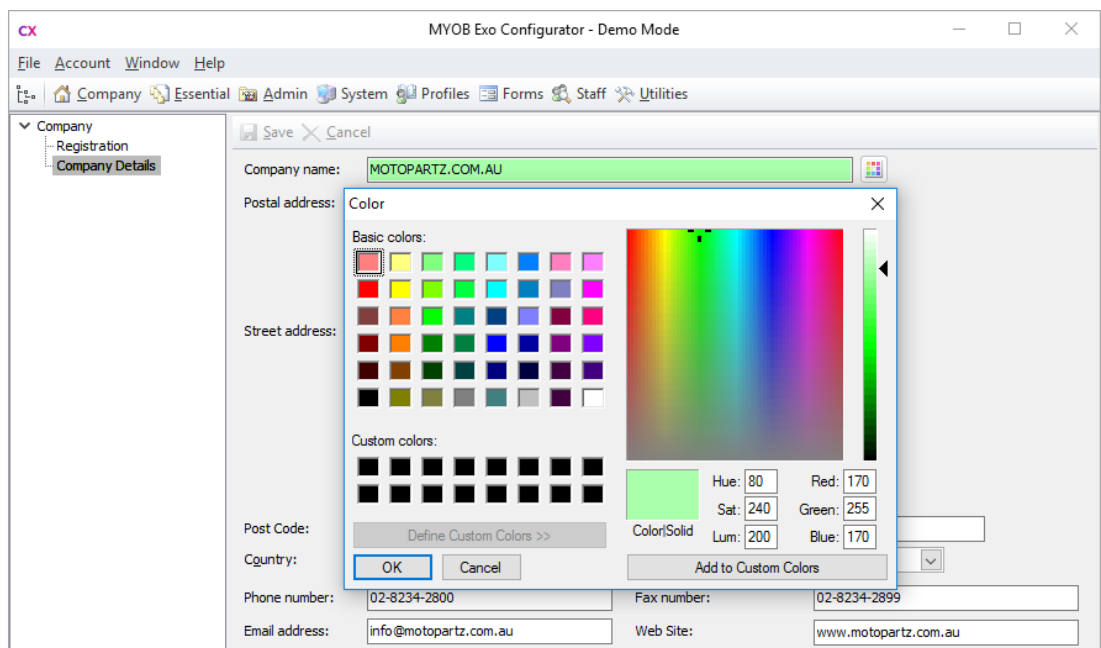 CX MYOB Exo Configurator - Demo Mode
File Account Window Help
Company Essential Admin System Profiles Forms Staff Utilities
Company
Registration
Company Details
Save Cancel
Company name: MOTOPARTZ.COM.AU
Postal address:
Color
Basic colors:
Street address:
Custom colors:
Hue: 80 Red: 170
Sat: 240 Green: 255
Color|Solid Lum: 200 Blue: 170
Define Custom Colors >>
OK Cancel Add to Custom Colors
Post Code:
Country:
Phone number: 02-8234-2800 Fax number: 02-8234-2899
Email address: info@motopartz.com.au Web Site: www.motopartz.com.au